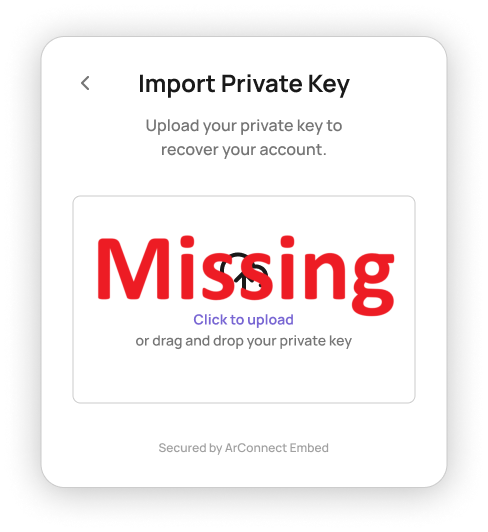 Import Private Key
Upload your private key to
recover your account.
Missing
Click to upload
or drag and drop your private key
Secured by ArConnect Embed